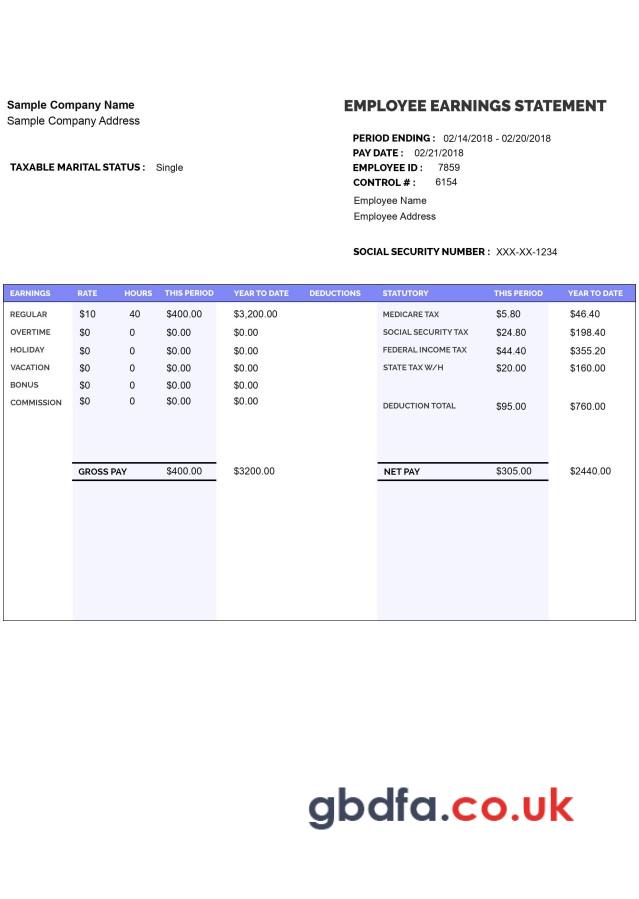 Sample Company Name
Sample Company Address
TAXABLE MARITAL STATUS : Single
EMPLOYEE EARNINGS STATEMENT
PERIOD ENDING : 02/14/2018 - 02/20/2018
PAY DATE : 02/21/2018
EMPLOYEE ID : 7859
CONTROL # : 6154
Employee Name
Employee Address
SOCIAL SECURITY NUMBER : XXX-XX-1234
EARNINGS RATE HOURS THIS PERIOD YEAR TO DATE DEDUCTIONS STATUTORY THIS PERIOD YEAR TO DATE
REGULAR $10 40 $400.00 $3,200.00 MEDICARE TAX $5.80 $46.40
OVERTIME $0 0 $0.00 $0.00 SOCIAL SECURITY TAX $24.80 $198.40
HOLIDAY $0 0 $0.00 $0.00 FEDERAL INCOME TAX $44.40 $355.20
VACATION $0 0 $0.00 $0.00 STATE TAX W/H $20.00 $160.00
BONUS $0 0 $0.00 $0.00
COMMISSION $0 0 $0.00 $0.00 DEDUCTION TOTAL $95.00 $760.00
GROSS PAY $400.00 $3200.00 NET PAY $305.00 $2440.00
gbdfa.co.uk